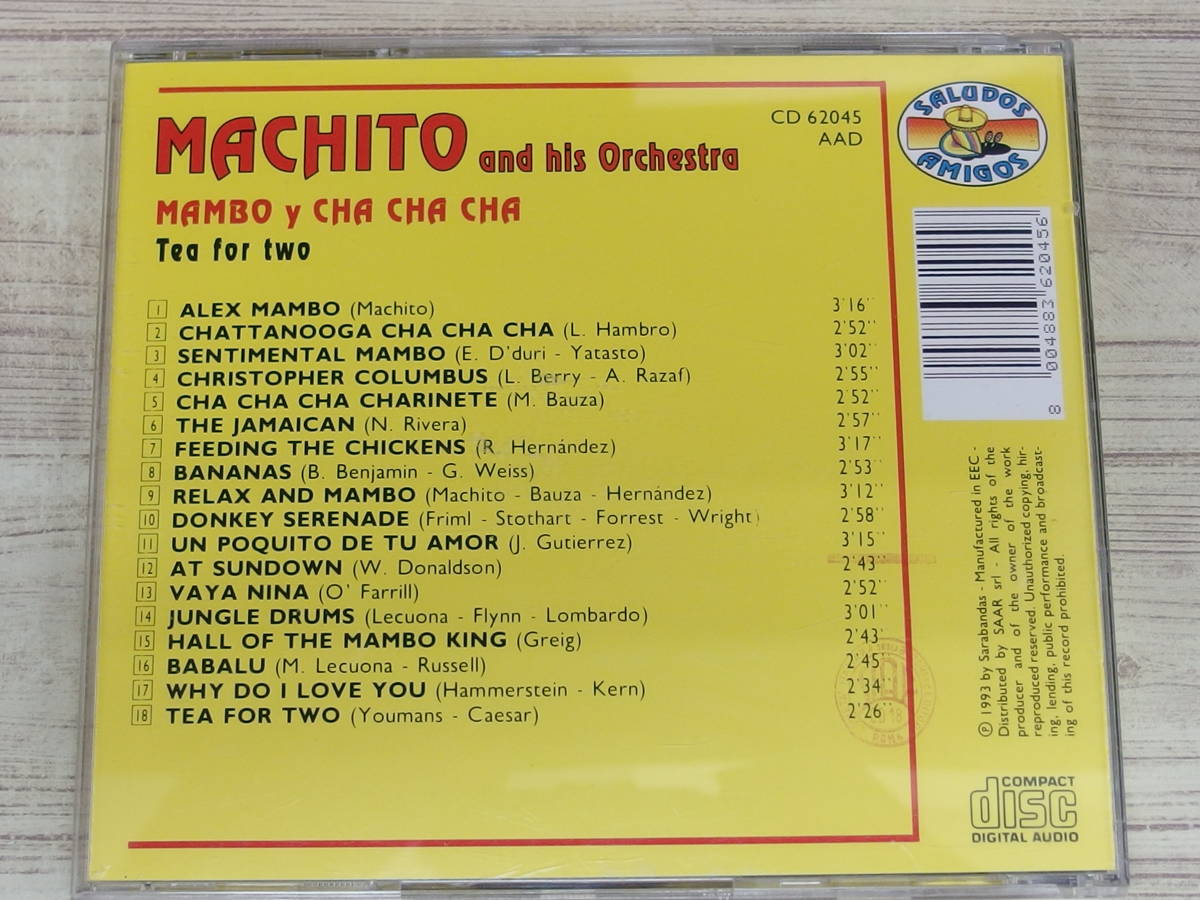 MACHITO and his Orchestra
MAMBO y CHA CHA CHA
Tea for two
CD 62045
AAD
SALUDOS
AMIGOS
1 ALEX MAMBO (Machito) 3'16''
2 CHATTANOOGA CHA CHA CHA (L. Hambro) 2'52''
3 SENTIMENTAL MAMBO (E. D'duri - Yatasto) 3'02''
4 CHRISTOPHER COLUMBUS (L. Berry - A. Razaf) 2'55''
5 CHA CHA CHA CHARINETE (M. Bauza) 2'52''
6 THE JAMAICAN (N. Rivera) 2'57''
7 FEEDING THE CHICKENS (R. Hernández) 3'17''
8 BANANAS (B. Benjamin - G. Weiss) 2'53''
9 RELAX AND MAMBO (Machito - Bauza - Hernández) 3'12''
10 DONKEY SERENADE (Friml - Stothart - Forrest - Wright) 2'58''
11 UN POQUITO DE TU AMOR (J. Gutierrez) 3'15''
12 AT SUNDOWN (W. Donaldson) 2'43''
13 VAYA NINA (O' Farrill) 2'52''
14 JUNGLE DRUMS (Lecuona - Flynn - Lombardo) 3'01''
15 HALL OF THE MAMBO KING (Greig) 2'43''
16 BABALU (M. Lecuona - Russell) 2'45''
17 WHY DO I LOVE YOU (Hammerstein - Kern) 2'34''
18 TEA FOR TWO (Youmans - Caesar) 2'26''
004883 620456
8
℗ 1993 by Sarabandas - Manufactured in EEC -
Distributed by SAAR srl - All rights of the
producer and of the owner of the work
reproduced reserved. Unauthorized copying, hir-
ing, lending, public performance and broadcast-
ing of this record prohibited.
COMPACT
disc
DIGITAL AUDIO